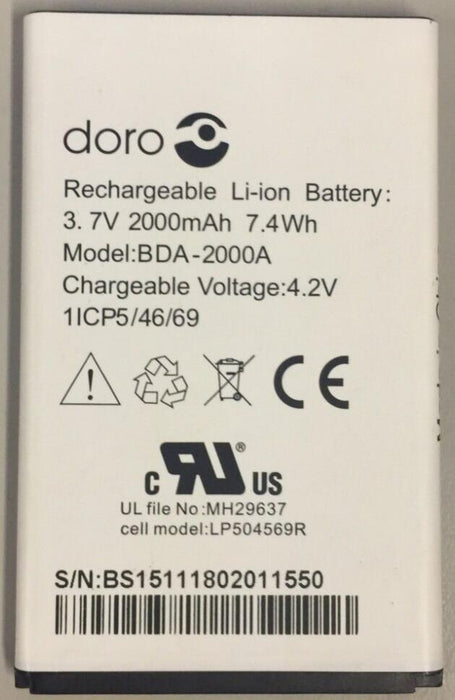 doro
Rechargeable Li-ion Battery:
3.7V 2000mAh 7.4Wh
Model:BDA-2000A
Chargeable Voltage:4.2V
1ICP5/46/69
CE
c RU® US
UL file No:MH29637
cell model:LP504569R
S/N:BS15111802011550